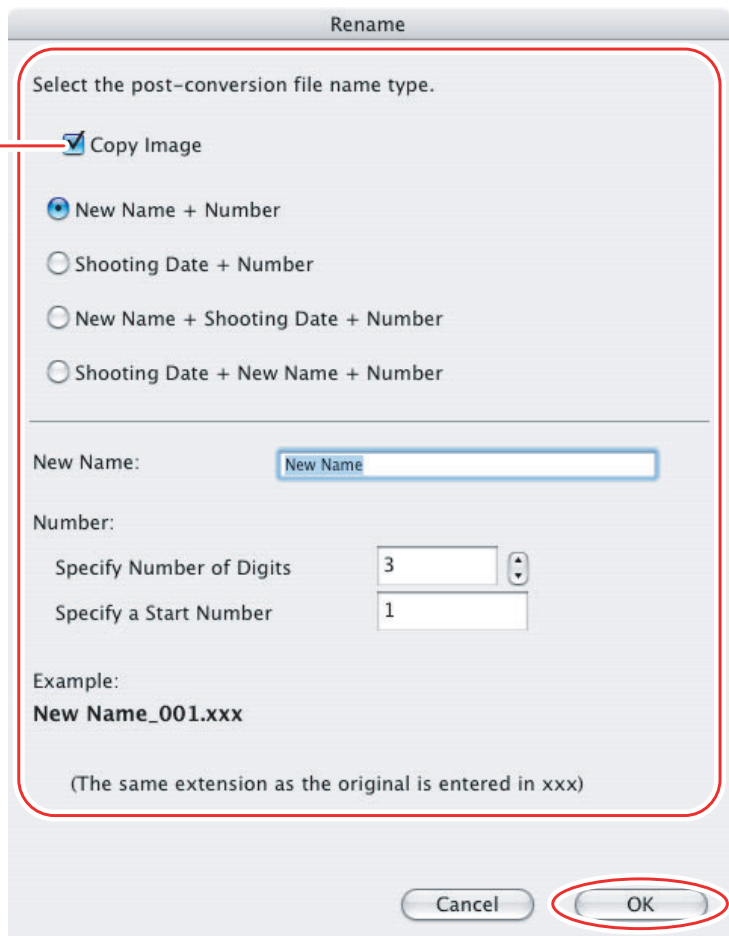 Rename
Select the post-conversion file name type.
Copy Image
New Name + Number
Shooting Date + Number
New Name + Shooting Date + Number
Shooting Date + New Name + Number
New Name: New Name
Number:
Specify Number of Digits 3
Specify a Start Number 1
Example:
New Name_001.xxx
(The same extension as the original is entered in xxx)
Cancel OK